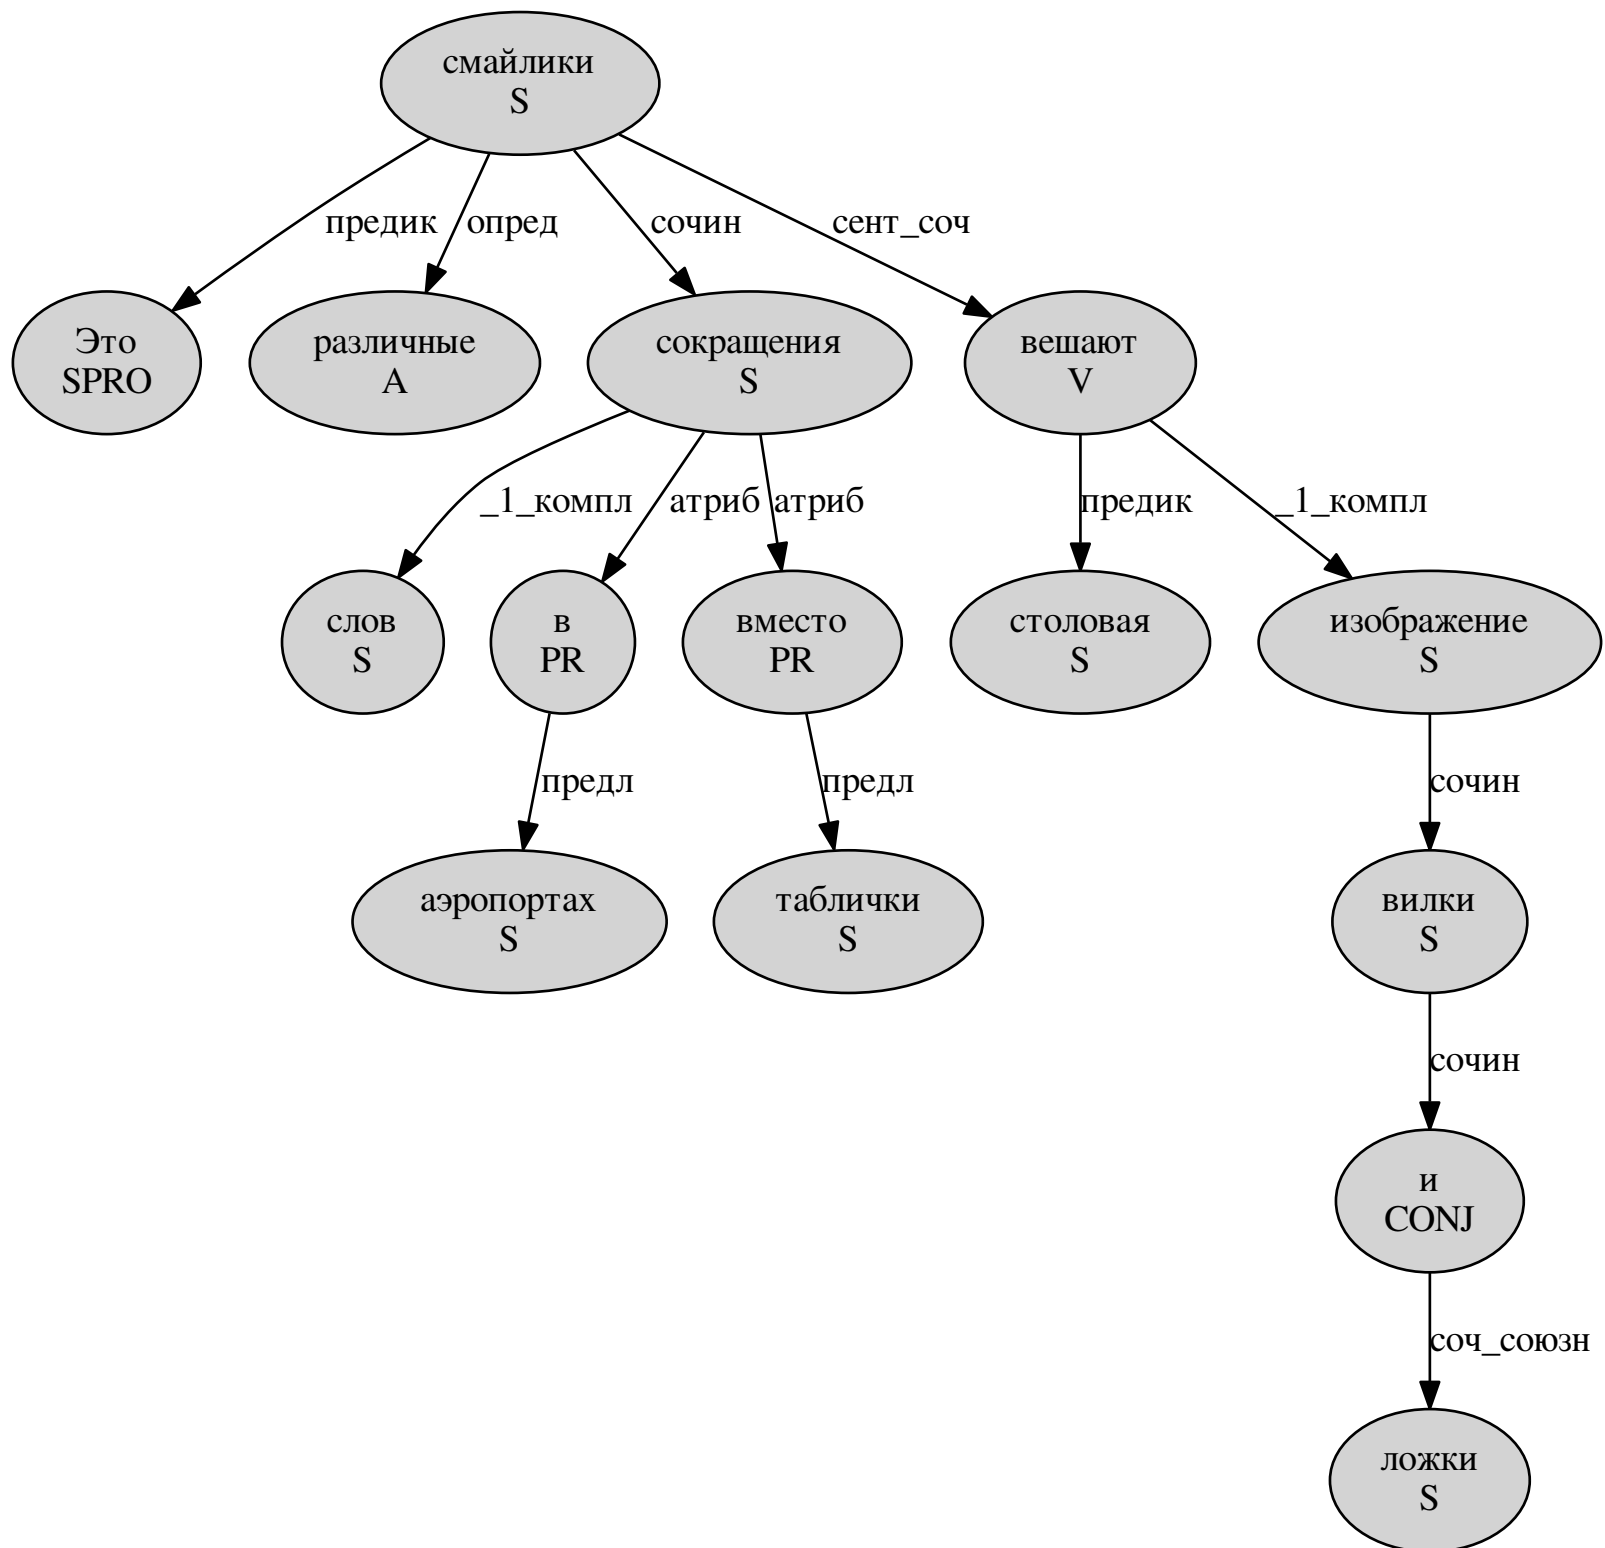 смайлики
S
предик
опред
сочин
сент_соч
Это
SPRO
различные
A
сокращения
S
вешают
V
_1_компл
атриб
атриб
предик
_1_компл
слов
S
в
PR
вместо
PR
столовая
S
изображение
S
предл
предл
сочин
аэропортах
S
таблички
S
вилки
S
сочин
и
CONJ
соч_союзн
ложки
S